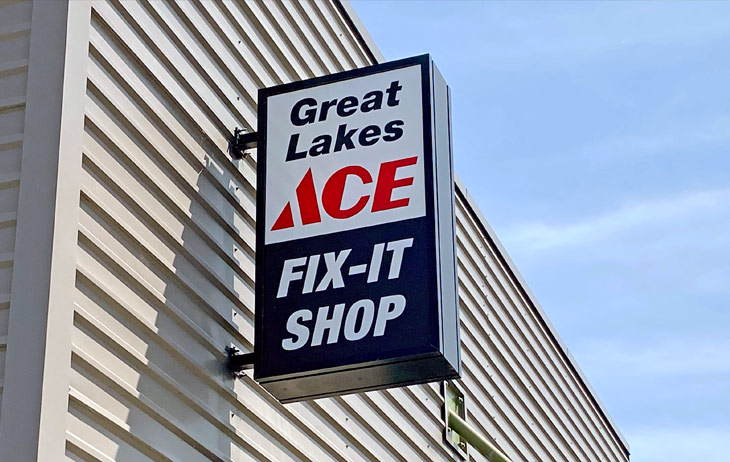 Great
Lakes
ACE
FIX-IT
SHOP